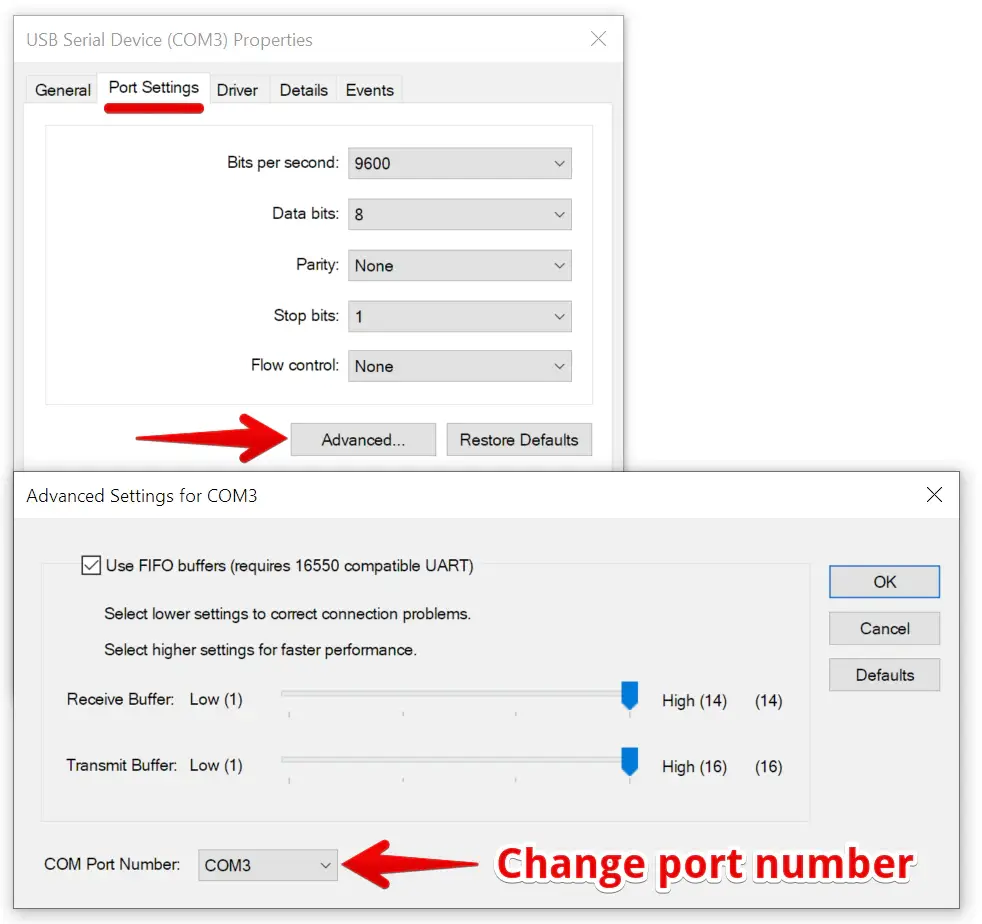 USB Serial Device (COM3) Properties
General Port Settings Driver Details Events
Bits per second: 9600
Data bits: 8
Parity: None
Stop bits: 1
Flow control: None
Advanced... Restore Defaults
Advanced Settings for COM3
Use FIFO buffers (requires 16550 compatible UART)
OK
Select lower settings to correct connection problems.
Cancel
Select higher settings for faster performance.
Defaults
Receive Buffer: Low (1) High (14) (14)
Transmit Buffer: Low (1) High (16) (16)
COM Port Number: COM3 Change port number